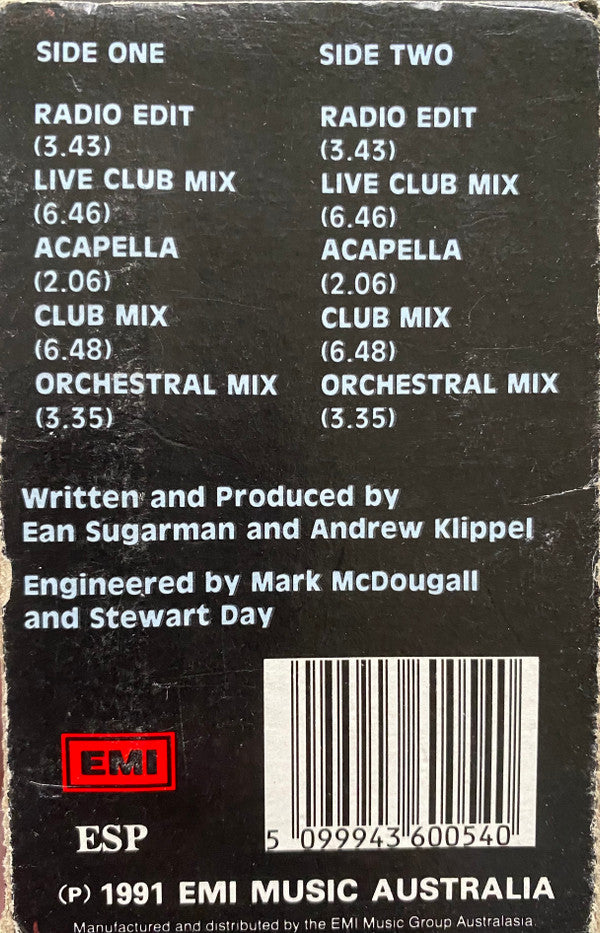 SIDE ONE
RADIO EDIT
(3.43)
LIVE CLUB MIX
(6.46)
ACAPELLA
(2.06)
CLUB MIX
(6.48)
ORCHESTRAL MIX
(3.35)
SIDE TWO
RADIO EDIT
(3.43)
LIVE CLUB MIX
(6.46)
ACAPELLA
(2.06)
CLUB MIX
(6.48)
ORCHESTRAL MIX
(3.35)
Written and Produced by
Ean Sugarman and Andrew Klippel
Engineered by Mark McDougall
and Stewart Day
EMI
ESP
5 099943 600540
(P) 1991 EMI MUSIC AUSTRALIA
Manufactured and distributed by the EMI Music Group Australasia.